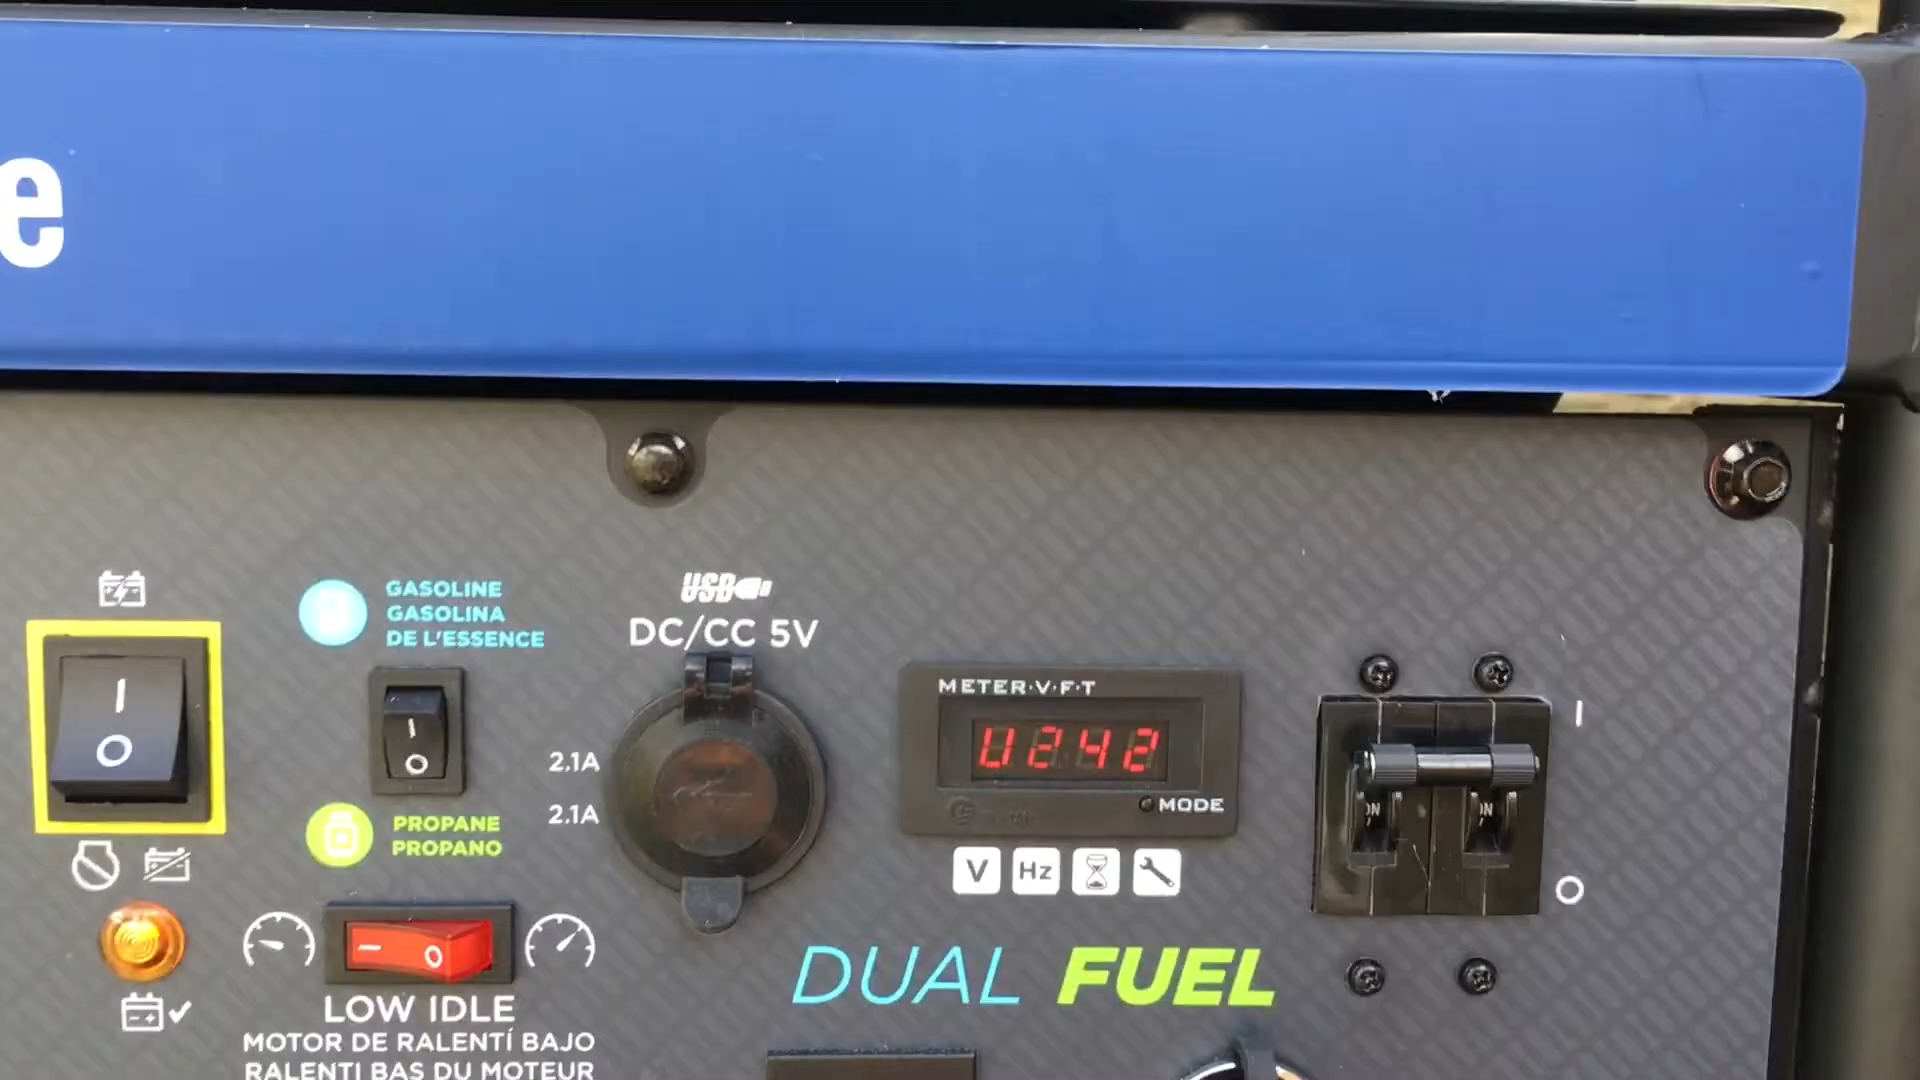 e
GASOLINE
GASOLINA
DE L'ESSENCE
USB
DC/CC 5V
METER·V·F·T
U242
MODE
V
Hz
I
O
I
O
I
O
2.1A
2.1A
ON
ON
PROPANE
PROPANO
— O
LOW IDLE
MOTOR DE RALENTÍ BAJO
RALENTI BAS DU MOTEUR
DUAL FUEL